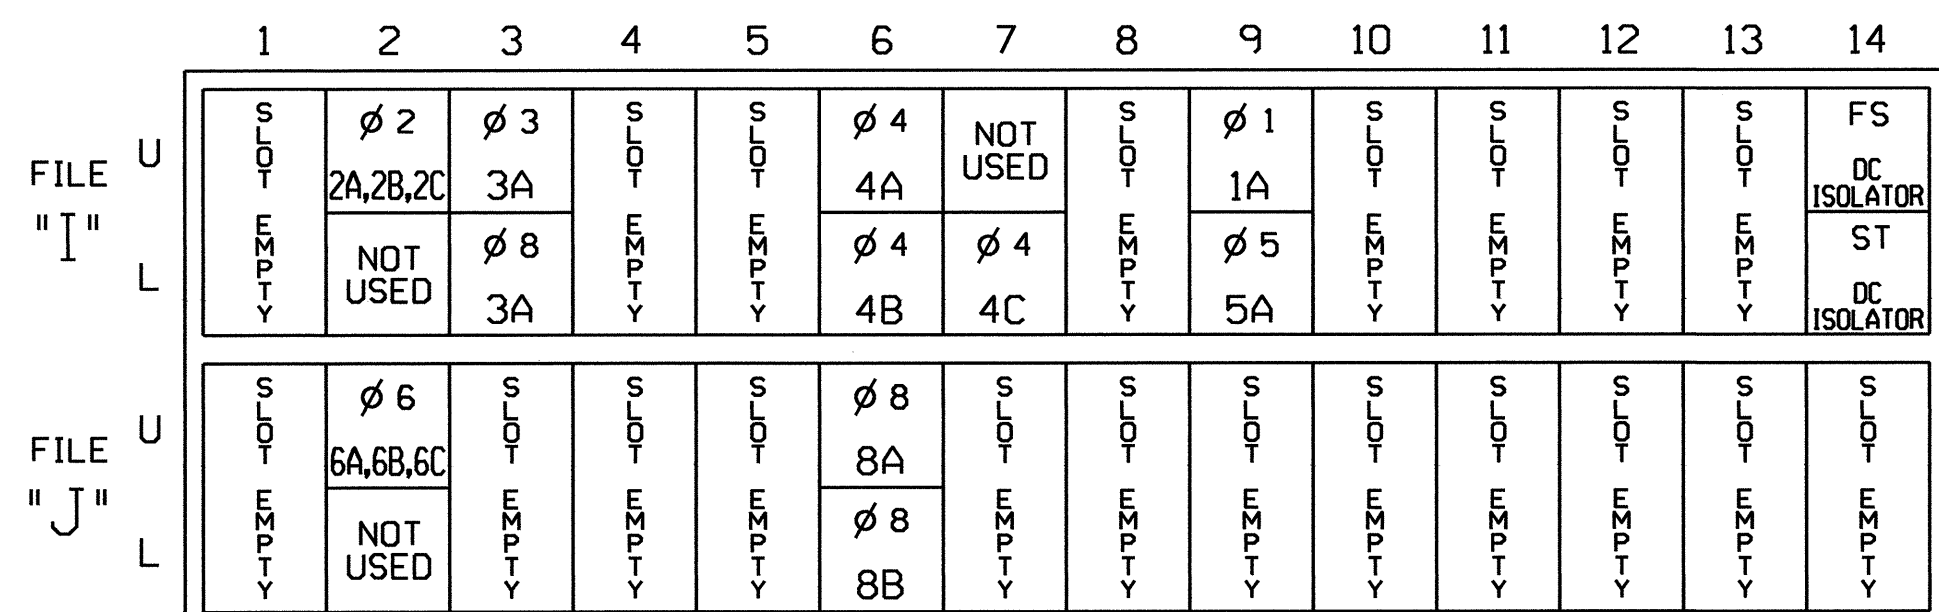 1 2 3 4 5 6 7 8 9 10 11 12 13 14
FILE "I"
U
L
SLOT EMPTY
ø 2
2A,2B,2C
NOT USED
ø 3
3A
ø 8
3A
SLOT EMPTY
SLOT EMPTY
ø 4
4A
ø 4
4B
NOT USED
ø 4
4C
SLOT EMPTY
ø 1
1A
ø 5
5A
SLOT EMPTY
SLOT EMPTY
SLOT EMPTY
SLOT EMPTY
FS
DC
ISOLATOR
ST
DC
ISOLATOR
FILE "J"
U
L
SLOT EMPTY
ø 6
6A,6B,6C
NOT USED
SLOT EMPTY
SLOT EMPTY
SLOT EMPTY
ø 8
8A
ø 8
8B
SLOT EMPTY
SLOT EMPTY
SLOT EMPTY
SLOT EMPTY
SLOT EMPTY
SLOT EMPTY
SLOT EMPTY
SLOT EMPTY